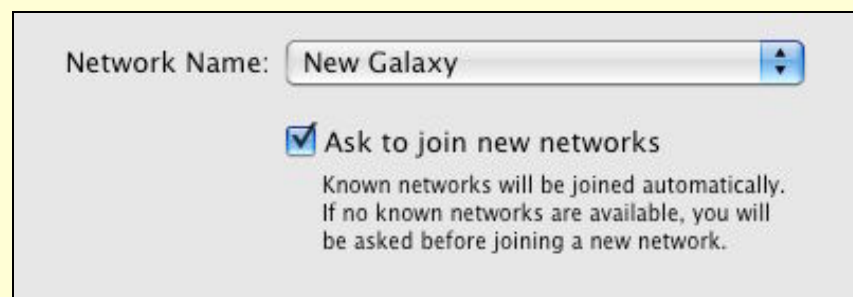 Network Name: New Galaxy
Ask to join new networks
Known networks will be joined automatically.
If no known networks are available, you will
be asked before joining a new network.